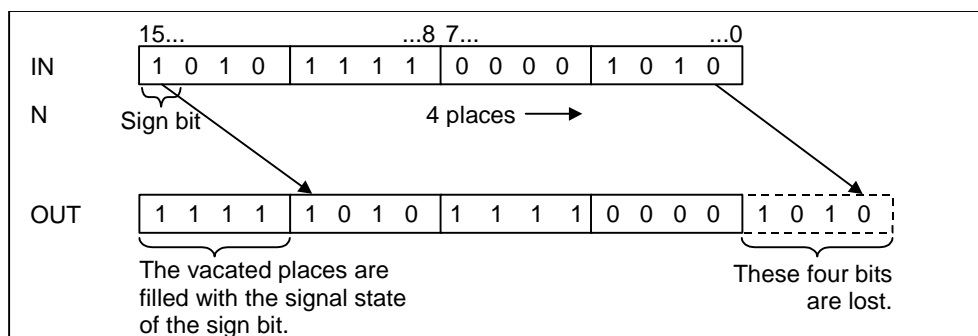 15... ...8 7... ...0
IN 1 0 1 0 1 1 1 1 0 0 0 0 1 0 1 0
N Sign bit 4 places
OUT 1 1 1 1 1 0 1 0 1 1 1 1 0 0 0 0 1 0 1 0
The vacated places are
filled with the signal state
of the sign bit.
These four bits
are lost.